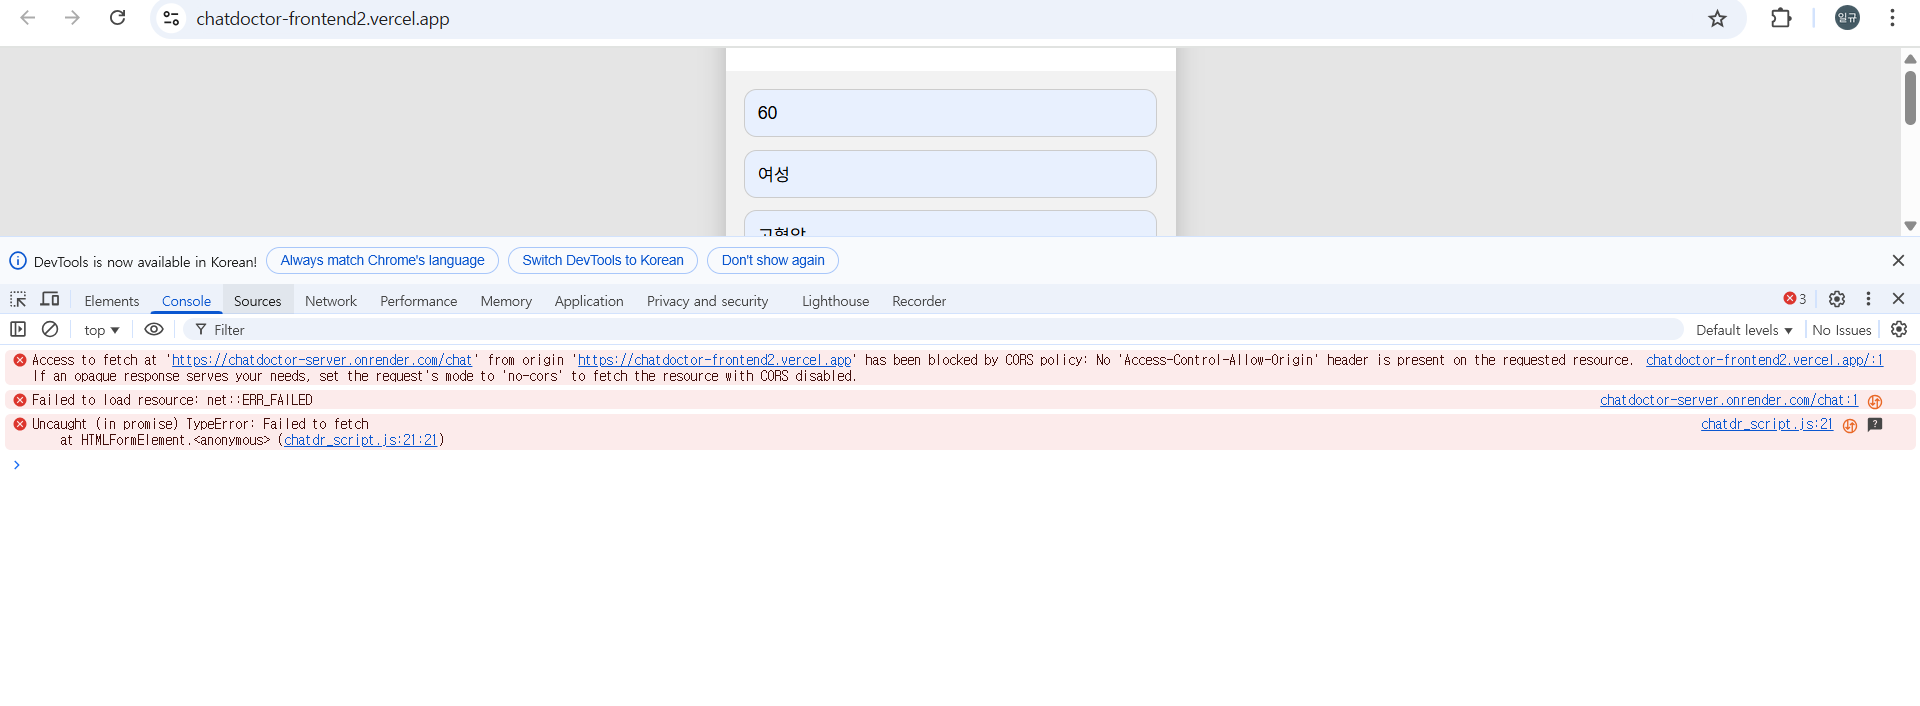 chatdoctor-frontend2.vercel.app
일규
60
여성
고혈압
DevTools is now available in Korean! Always match Chrome's language Switch DevTools to Korean Don't show again
Elements Console Sources Network Performance Memory Application Privacy and security Lighthouse Recorder 3
top Filter Default levels No Issues
Access to fetch at 'https://chatdoctor-server.onrender.com/chat' from origin 'https://chatdoctor-frontend2.vercel.app' has been blocked by CORS policy: No 'Access-Control-Allow-Origin' header is present on the requested resource. chatdoctor-frontend2.vercel.app/:1
If an opaque response serves your needs, set the request's mode to 'no-cors' to fetch the resource with CORS disabled.
Failed to load resource: net::ERR_FAILED chatdoctor-server.onrender.com/chat:1
Uncaught (in promise) TypeError: Failed to fetch chatdr_script.js:21
at HTMLFormElement.<anonymous> (chatdr_script.js:21:21)